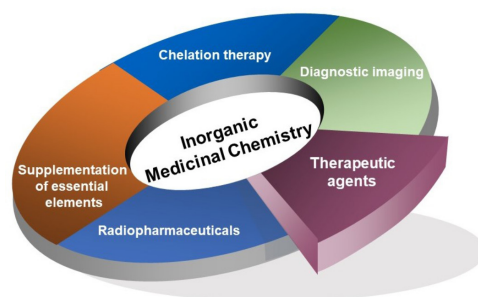 Chelation therapy
Diagnostic imaging
Inorganic
Medicinal Chemistry
Therapeutic
agents
Supplementation
of essential
elements
Radiopharmaceuticals